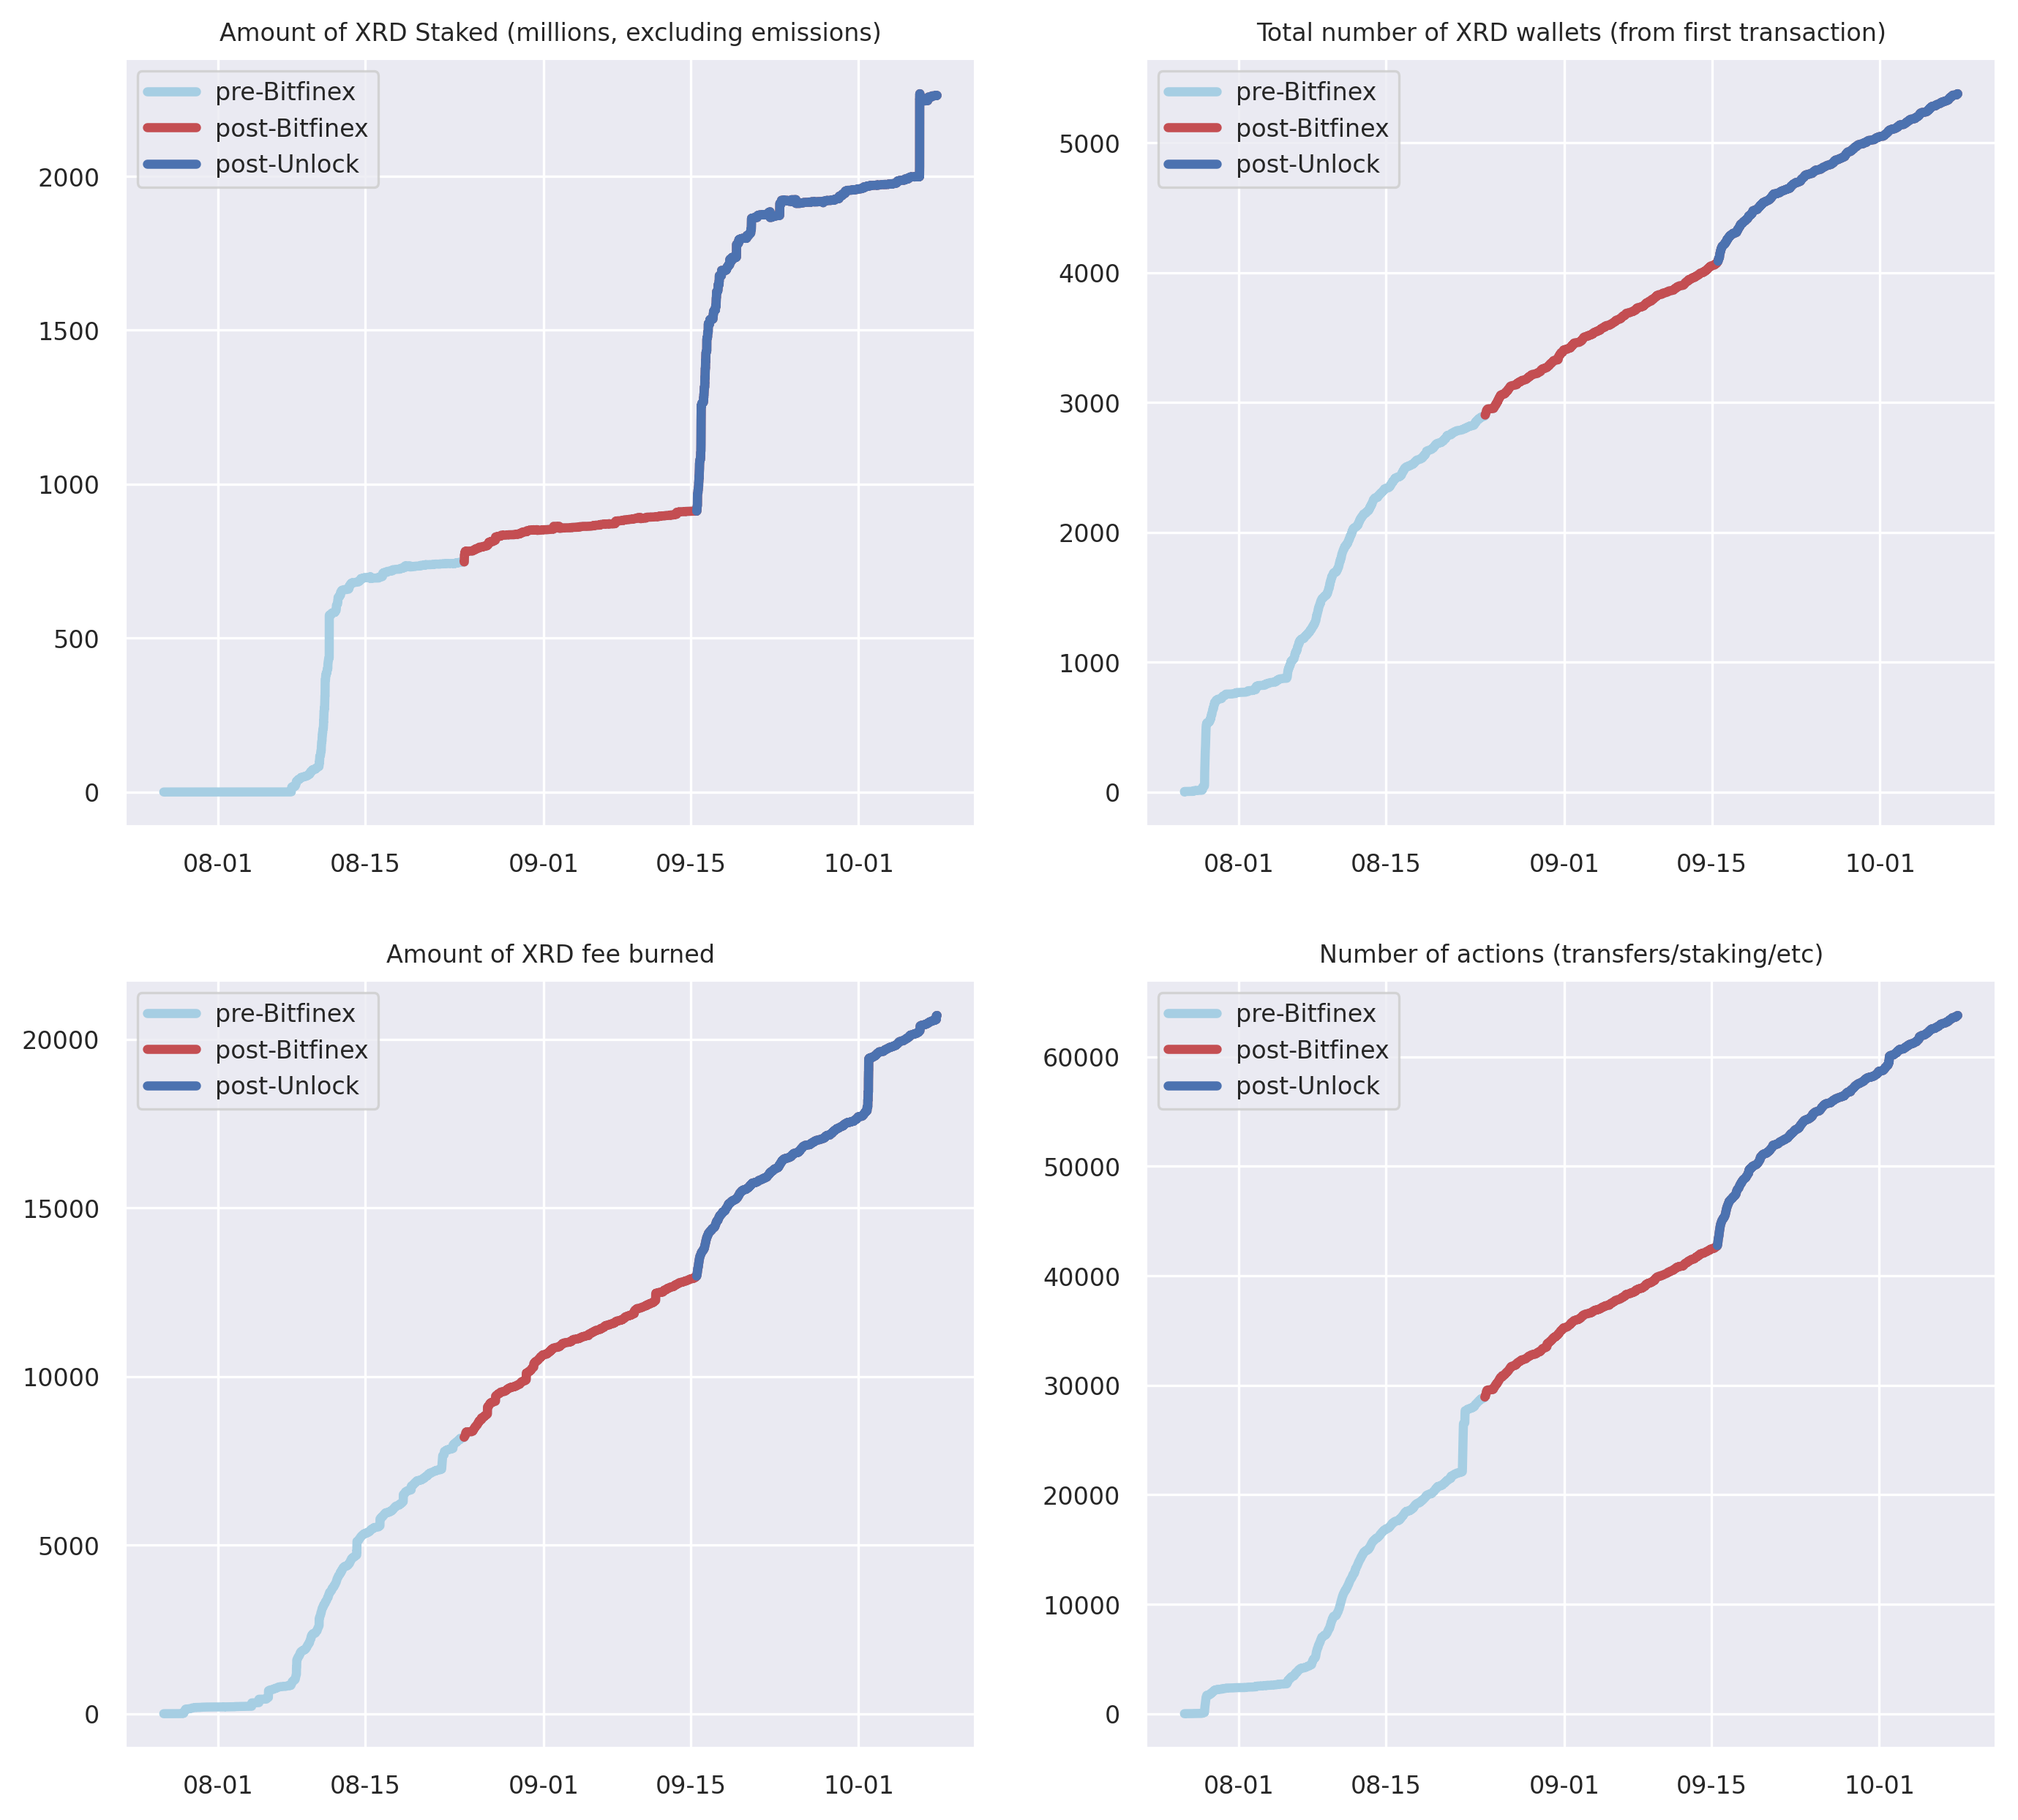 Amount of XRD Staked (millions, excluding emissions)
pre-Bitfinex
post-Bitfinex
post-Unlock
2000
1500
1000
500
0
08-01 08-15 09-01 09-15 10-01
Total number of XRD wallets (from first transaction)
pre-Bitfinex
post-Bitfinex
post-Unlock
5000
4000
3000
2000
1000
0
08-01 08-15 09-01 09-15 10-01
Amount of XRD fee burned
pre-Bitfinex
post-Bitfinex
post-Unlock
20000
15000
10000
5000
0
08-01 08-15 09-01 09-15 10-01
Number of actions (transfers/staking/etc)
pre-Bitfinex
post-Bitfinex
post-Unlock
60000
50000
40000
30000
20000
10000
0
08-01 08-15 09-01 09-15 10-01